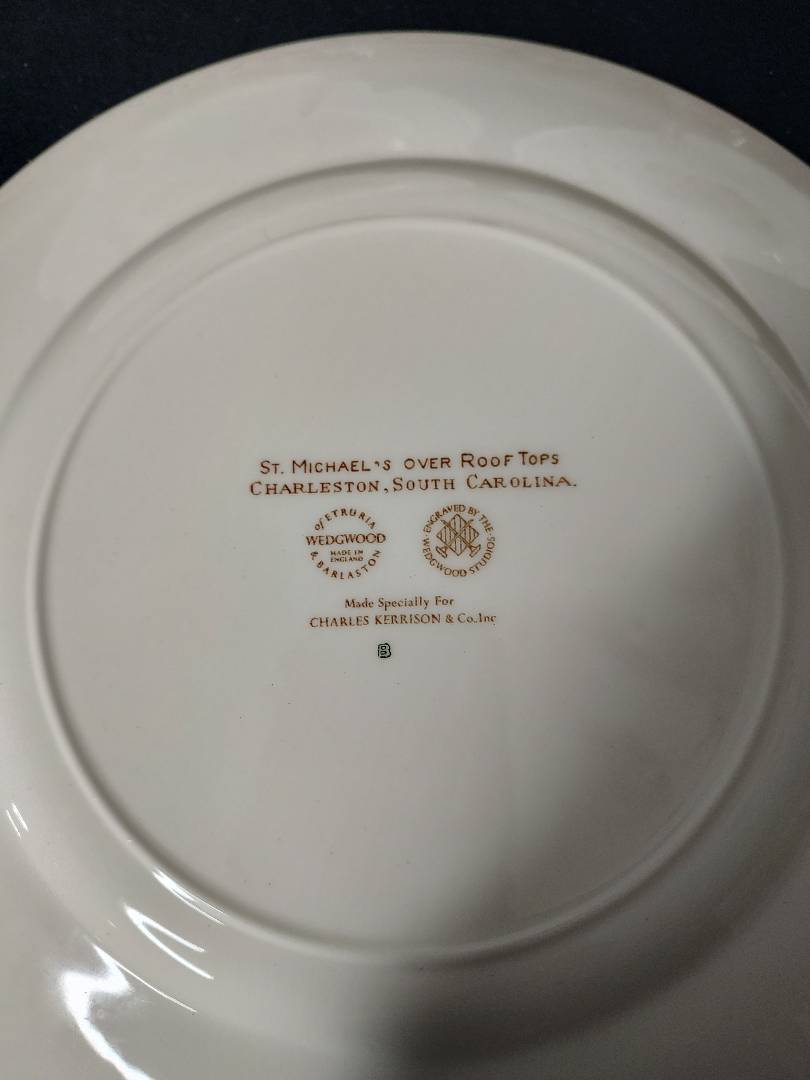 ST. MICHAEL'S OVER ROOF TOPS
CHARLESTON, SOUTH CAROLINA.
of ETRURIA
WEDGWOOD
MADE IN
ENGLAND
& BARLASTON
· ENGRAVED BY THE ·
WEDGWOOD STUDIOS
Made Specially For
CHARLES KERRISON & Co. Inc
B